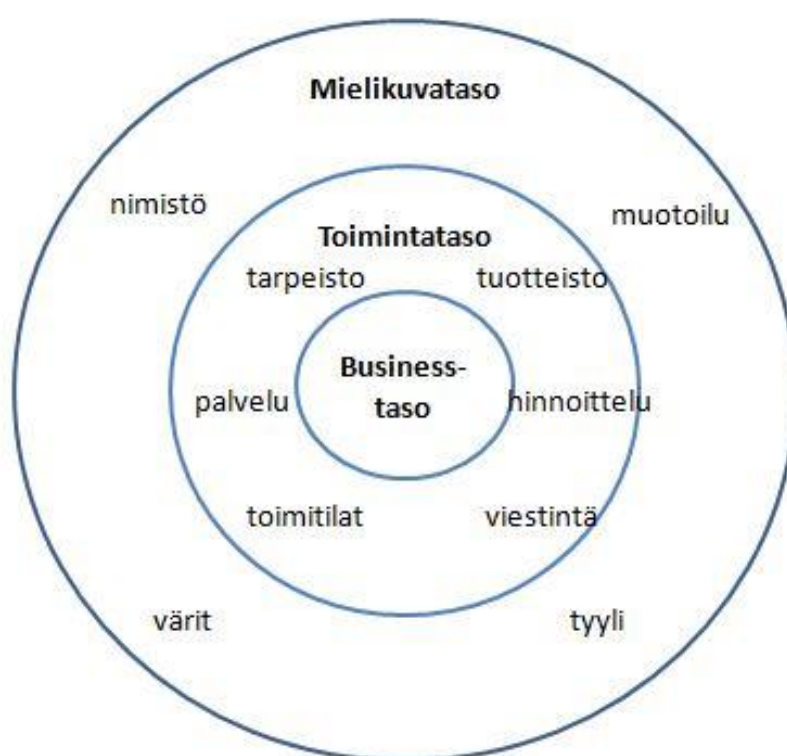 Mielikuvataso
nimistö
muotoilu
Toimintataso
tarpeisto
tuotteisto
Business-
taso
palvelu
hinnoittelu
toimitilat
viestintä
värit
tyyli